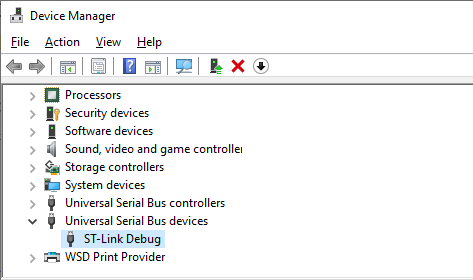 Device Manager
File Action View Help
Processors
Security devices
Software devices
Sound, video and game controller
Storage controllers
System devices
Universal Serial Bus controllers
Universal Serial Bus devices
ST-Link Debug
WSD Print Provider